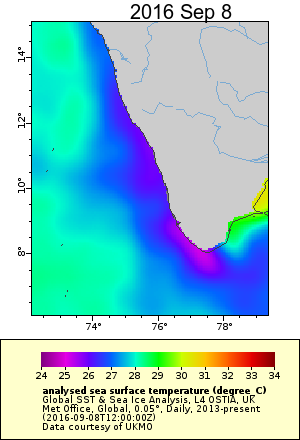 2016 Sep 8
14°
12°
10°
8°
74° 76° 78°
24 25 26 27 28 29 30 31 32 33 34
analysed sea surface temperature (degree_C)
Global SST & Sea Ice Analysis, L4 OSTIA, UK
Met Office, Global, 0.05°, Daily, 2013-present
(2016-09-08T12:00:00Z)
Data courtesy of UKMO